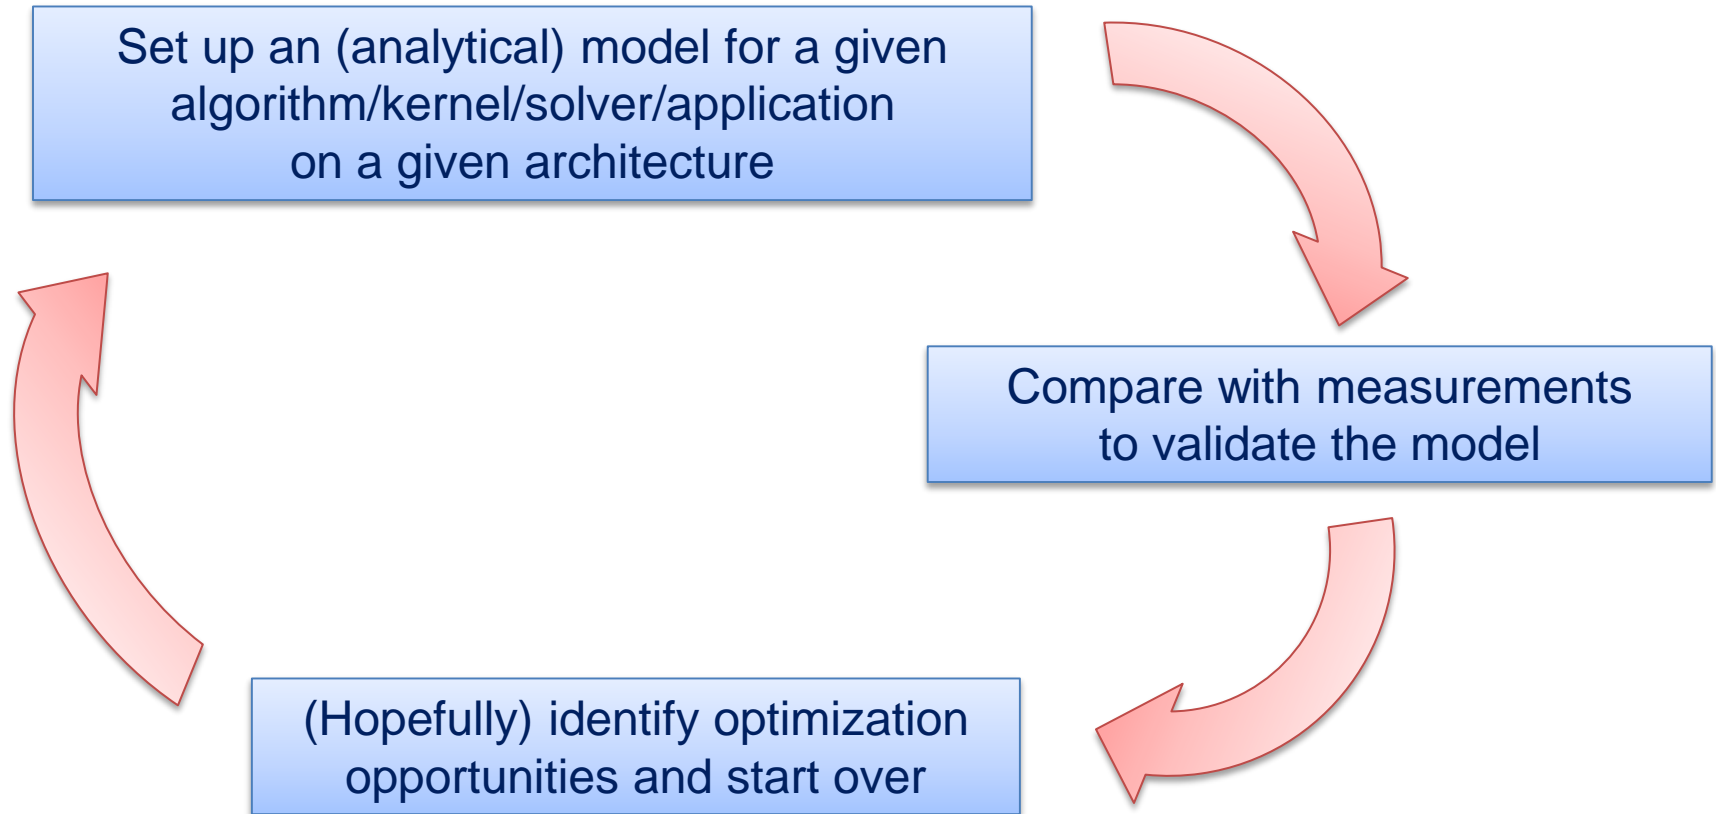 Set up an (analytical) model for a given
algorithm/kernel/solver/application
on a given architecture
Compare with measurements
to validate the model
(Hopefully) identify optimization
opportunities and start over